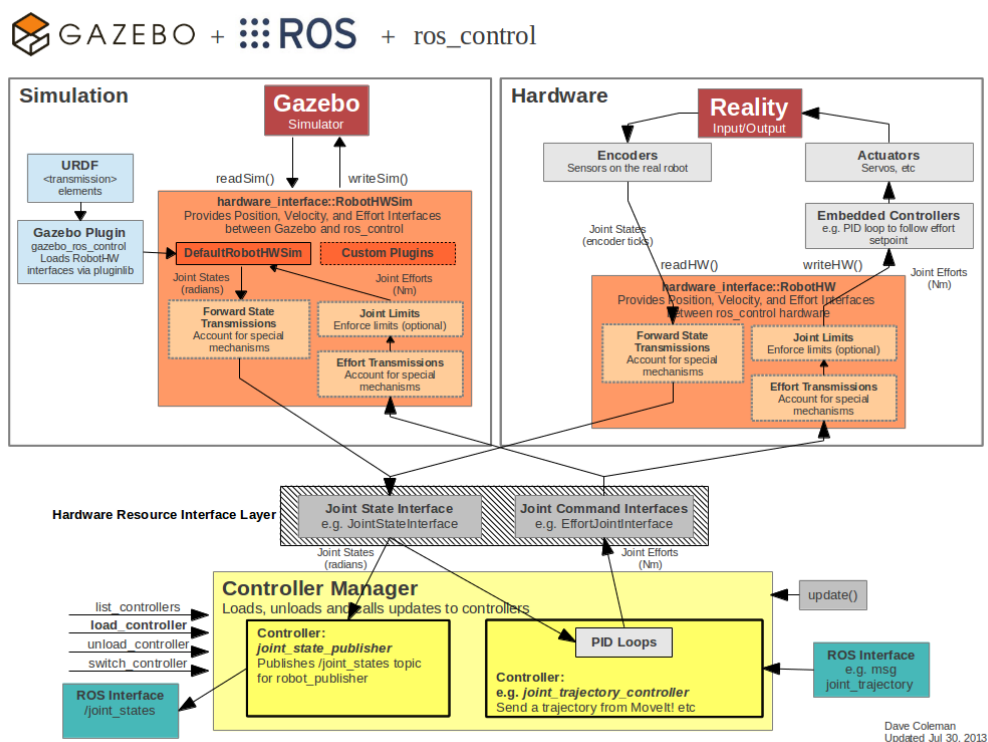 GAZEBO + ROS + ros_control
Simulation
Gazebo
Simulator
URDF
<transmission>
elements
readSim()
writeSim()
Gazebo Plugin
gazebo_ros_control
Loads RobotHW
interfaces via pluginlib
hardware_interface::RobotHWSim
Provides Position, Velocity, and Effort Interfaces
between Gazebo and ros_control
DefaultRobotHWSim
Custom Plugins
Joint States
(radians)
Joint Efforts
(Nm)
Forward State
Transmissions
Account for special
mechanisms
Joint Limits
Enforce limits (optional)
Effort Transmissions
Account for special
mechanisms
Hardware
Reality
Input/Output
Encoders
Sensors on the real robot
Actuators
Servos, etc
Embedded Controllers
e.g. PID loop to follow effort
setpoint
Joint States
(encoder ticks)
readHW()
writeHW()
Joint Efforts
(Nm)
hardware_interface::RobotHW
Provides Position, Velocity, and Effort Interfaces
between ros_control hardware
Forward State
Transmissions
Account for special
mechanisms
Joint Limits
Enforce limits (optional)
Effort Transmissions
Account for special
mechanisms
Hardware Resource Interface Layer
Joint State Interface
e.g. JointStateInterface
Joint Command Interfaces
e.g. EffortJointInterface
Joint States
(radians)
Joint Efforts
(Nm)
Controller Manager
Loads, unloads and calls updates to controllers
update()
list_controllers
load_controller
unload_controller
switch_controller
Controller:
joint_state_publisher
Publishes /joint_states topic
for robot_publisher
PID Loops
Controller:
e.g. joint_trajectory_controller
Send a trajectory from MoveIt! etc
ROS Interface
/joint_states
ROS Interface
e.g. msg
joint_trajectory
Dave Coleman
Updated Jul 30, 2013